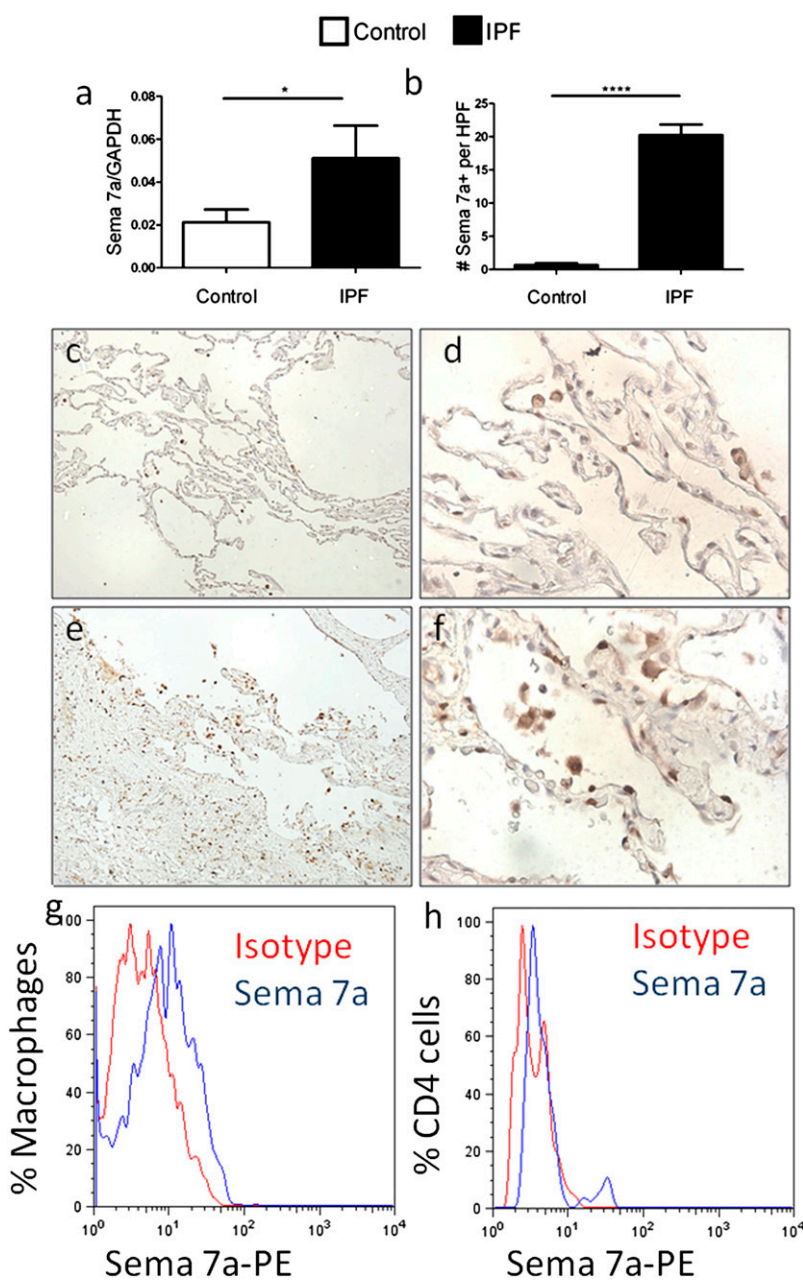 Control IPF
a
*
Sema 7a/GAPDH
0.08
0.06
0.04
0.02
0.00
Control IPF
b
****
# Sema 7a+ per HPF
25
20
15
10
5
0
Control IPF
c
d
e
f
g
Isotype
Sema 7a
% Macrophages
100
80
60
40
20
0
10⁰ 10¹ 10² 10³ 10⁴
Sema 7a-PE
h
Isotype
Sema 7a
% CD4 cells
100
80
60
40
20
0
10⁰ 10¹ 10² 10³ 10⁴
Sema 7a-PE